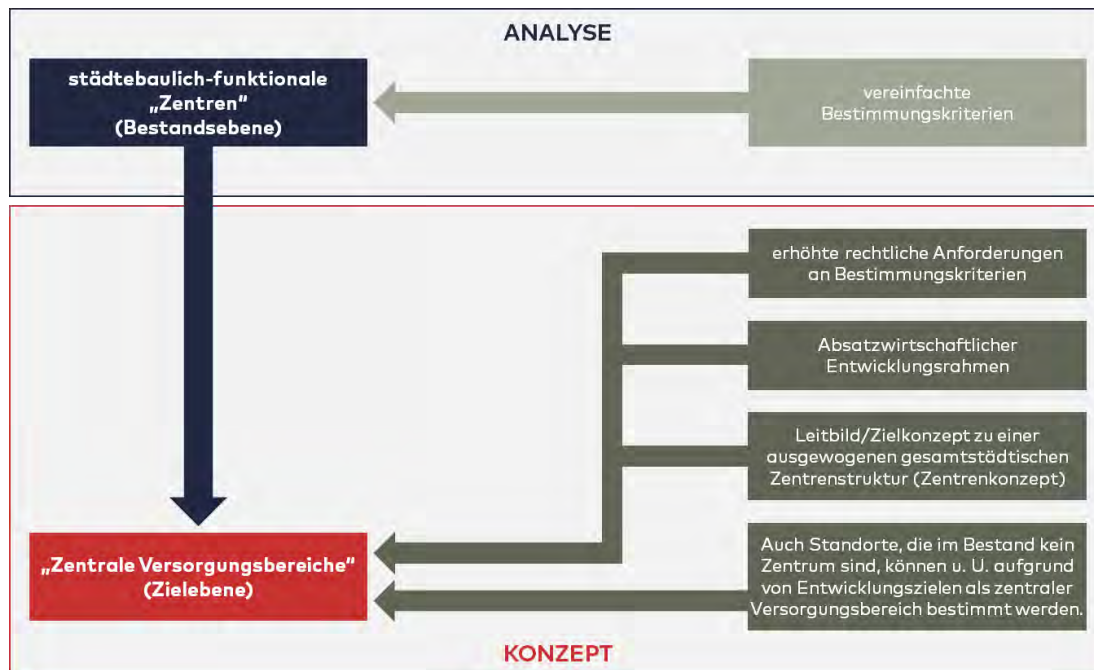 ANALYSE
städtebaulich-funktionale
„Zentren“
(Bestandsebene)
vereinfachte
Bestimmungskriterien
erhöhte rechtliche Anforderungen
an Bestimmungskriterien
Absatzwirtschaftlicher
Entwicklungsrahmen
Leitbild/Zielkonzept zu einer
ausgewogenen gesamtstädtischen
Zentrenstruktur (Zentrenkonzept)
„Zentrale Versorgungsbereiche“
(Zielebene)
Auch Standorte, die im Bestand kein
Zentrum sind, können u. U. aufgrund
von Entwicklungszielen als zentraler
Versorgungsbereich bestimmt werden.
KONZEPT